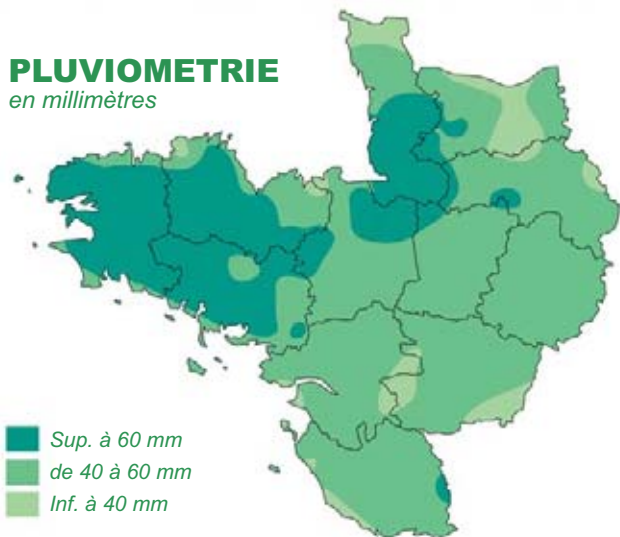 PLUVIOMETRIE
en millimètres
Sup. à 60 mm
de 40 à 60 mm
Inf. à 40 mm